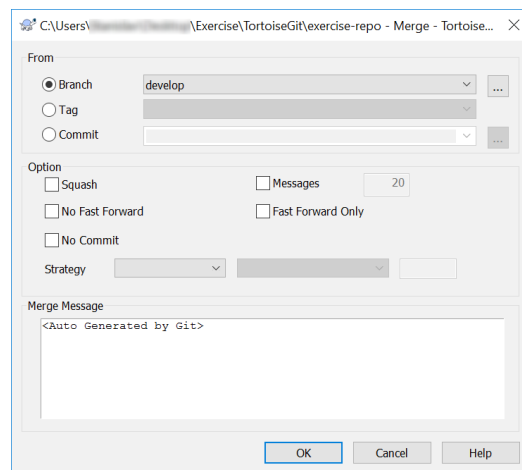 C:\Users\ \Exercise\TortoiseGit\exercise-repo - Merge - Tortoise...
From
Branch develop ...
Tag
Commit ...
Option
Squash Messages 20
No Fast Forward Fast Forward Only
No Commit
Strategy
Merge Message
<Auto Generated by Git>
OK Cancel Help